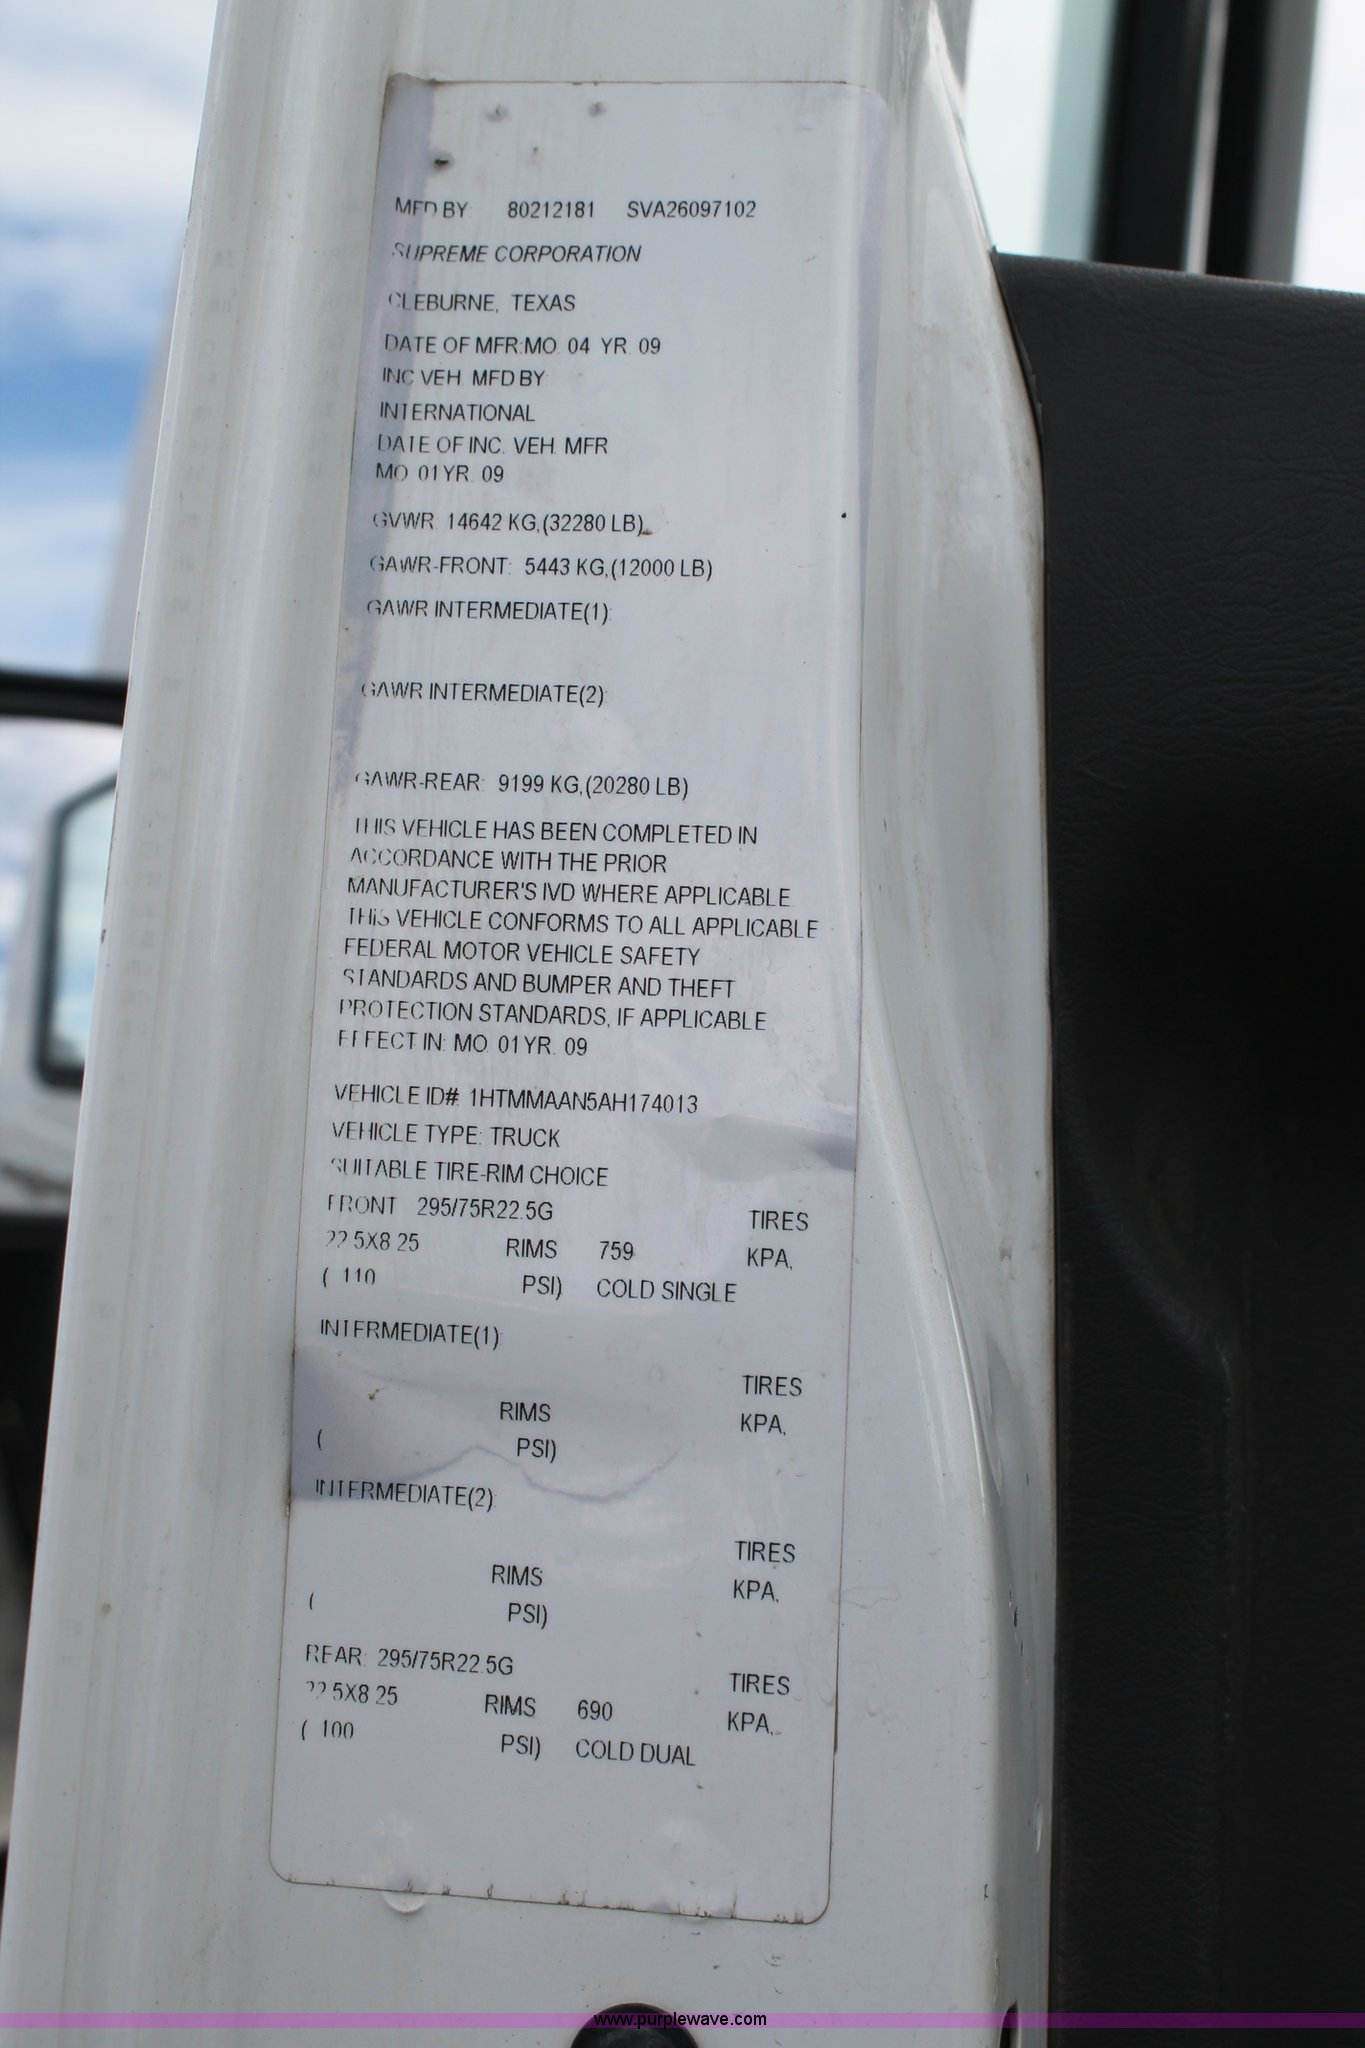 MFD BY 80212181 SVA26097102
SUPREME CORPORATION
CLEBURNE, TEXAS
DATE OF MFR:MO. 04 YR. 09
INC VEH. MFD BY:
INTERNATIONAL
DATE OF INC. VEH. MFR
MO. 01 YR. 09
GVWR 14642 KG,(32280 LB)
GAWR-FRONT: 5443 KG,(12000 LB)
GAWR INTERMEDIATE(1):
GAWR INTERMEDIATE(2):
GAWR-REAR: 9199 KG,(20280 LB)
THIS VEHICLE HAS BEEN COMPLETED IN
ACCORDANCE WITH THE PRIOR
MANUFACTURER'S IVD WHERE APPLICABLE.
THIS VEHICLE CONFORMS TO ALL APPLICABLE
FEDERAL MOTOR VEHICLE SAFETY
STANDARDS AND BUMPER AND THEFT
PROTECTION STANDARDS, IF APPLICABLE
EFFECT IN: MO. 01 YR. 09
VEHICLE ID#: 1HTMMAAN5AH174013
VEHICLE TYPE: TRUCK
SUITABLE TIRE-RIM CHOICE
FRONT 295/75R22.5G TIRES
22.5X8.25 RIMS 759 KPA,
( 110 PSI) COLD SINGLE
INTERMEDIATE(1):
TIRES
RIMS KPA,
( PSI)
INTERMEDIATE(2):
TIRES
RIMS KPA,
( PSI)
REAR: 295/75R22.5G TIRES
22.5X8.25 RIMS 690 KPA,
( 100 PSI) COLD DUAL
www.purplewave.com